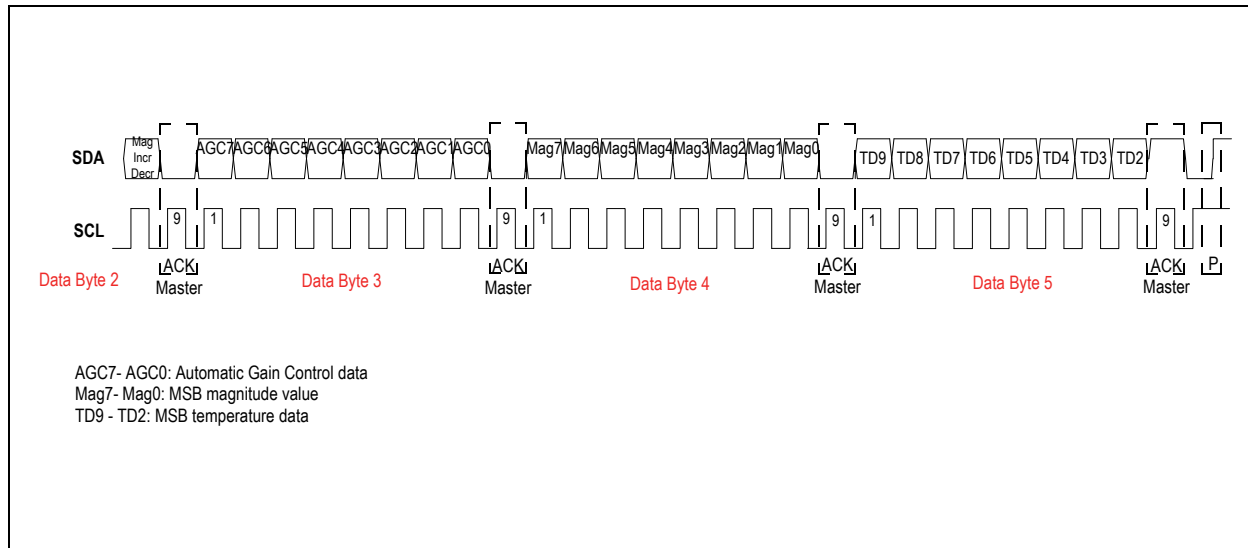 SDA
Mag
Incr
Decr
AGC7 AGC6 AGC5 AGC4 AGC3 AGC2 AGC1 AGC0
Mag7 Mag6 Mag5 Mag4 Mag3 Mag2 Mag1 Mag0
TD9 TD8 TD7 TD6 TD5 TD4 TD3 TD2
SCL
9 1 9 1 9 1 9
Data Byte 2
ACK
Master
Data Byte 3
ACK
Master
Data Byte 4
ACK
Master
Data Byte 5
ACK
Master
P
AGC7- AGC0: Automatic Gain Control data
Mag7- Mag0: MSB magnitude value
TD9 - TD2: MSB temperature data